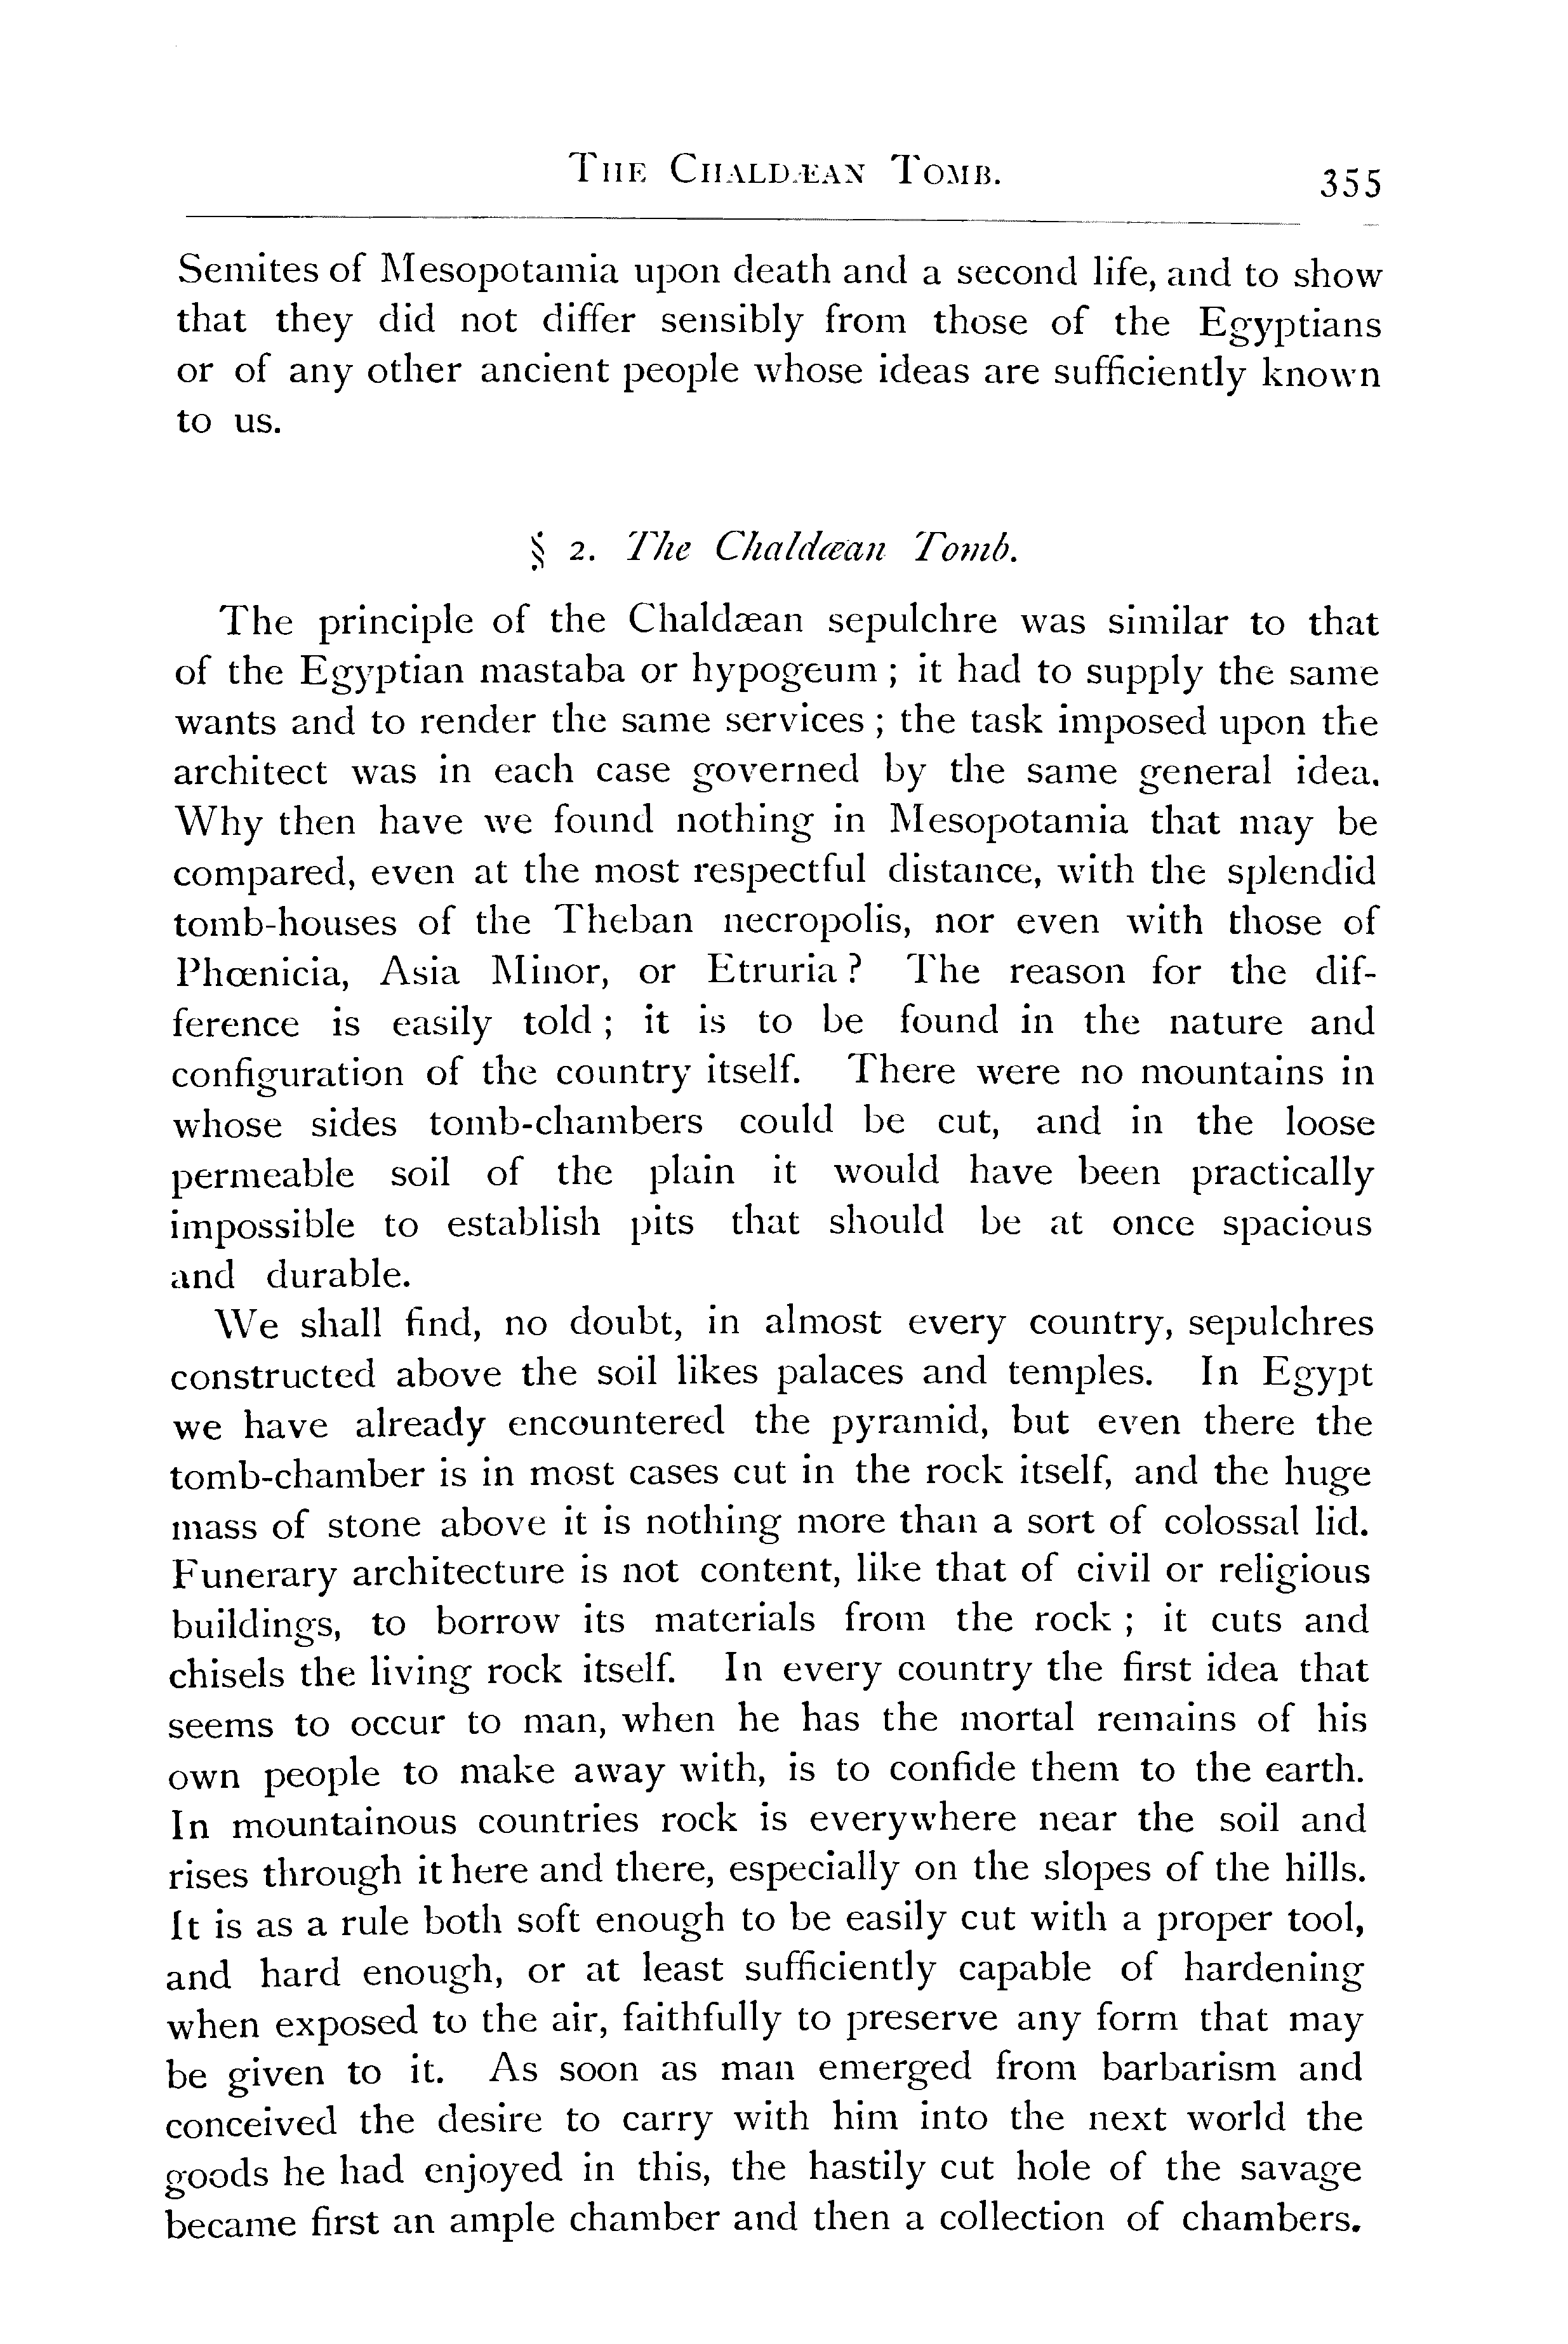 The Chaldæan Tomb. 355
Semites of Mesopotamia upon death and a second life, and to show
that they did not differ sensibly from those of the Egyptians
or of any other ancient people whose ideas are sufficiently known
to us.
§ 2. The Chaldæan Tomb.
The principle of the Chaldæan sepulchre was similar to that
of the Egyptian mastaba or hypogeum ; it had to supply the same
wants and to render the same services ; the task imposed upon the
architect was in each case governed by the same general idea.
Why then have we found nothing in Mesopotamia that may be
compared, even at the most respectful distance, with the splendid
tomb-houses of the Theban necropolis, nor even with those of
Phœnicia, Asia Minor, or Etruria ? The reason for the dif-
ference is easily told ; it is to be found in the nature and
configuration of the country itself. There were no mountains in
whose sides tomb-chambers could be cut, and in the loose
permeable soil of the plain it would have been practically
impossible to establish pits that should be at once spacious
and durable.
We shall find, no doubt, in almost every country, sepulchres
constructed above the soil likes palaces and temples. In Egypt
we have already encountered the pyramid, but even there the
tomb-chamber is in most cases cut in the rock itself, and the huge
mass of stone above it is nothing more than a sort of colossal lid.
Funerary architecture is not content, like that of civil or religious
buildings, to borrow its materials from the rock ; it cuts and
chisels the living rock itself. In every country the first idea that
seems to occur to man, when he has the mortal remains of his
own people to make away with, is to confide them to the earth.
In mountainous countries rock is everywhere near the soil and
rises through it here and there, especially on the slopes of the hills.
It is as a rule both soft enough to be easily cut with a proper tool,
and hard enough, or at least sufficiently capable of hardening
when exposed to the air, faithfully to preserve any form that may
be given to it. As soon as man emerged from barbarism and
conceived the desire to carry with him into the next world the
goods he had enjoyed in this, the hastily cut hole of the savage
became first an ample chamber and then a collection of chambers.